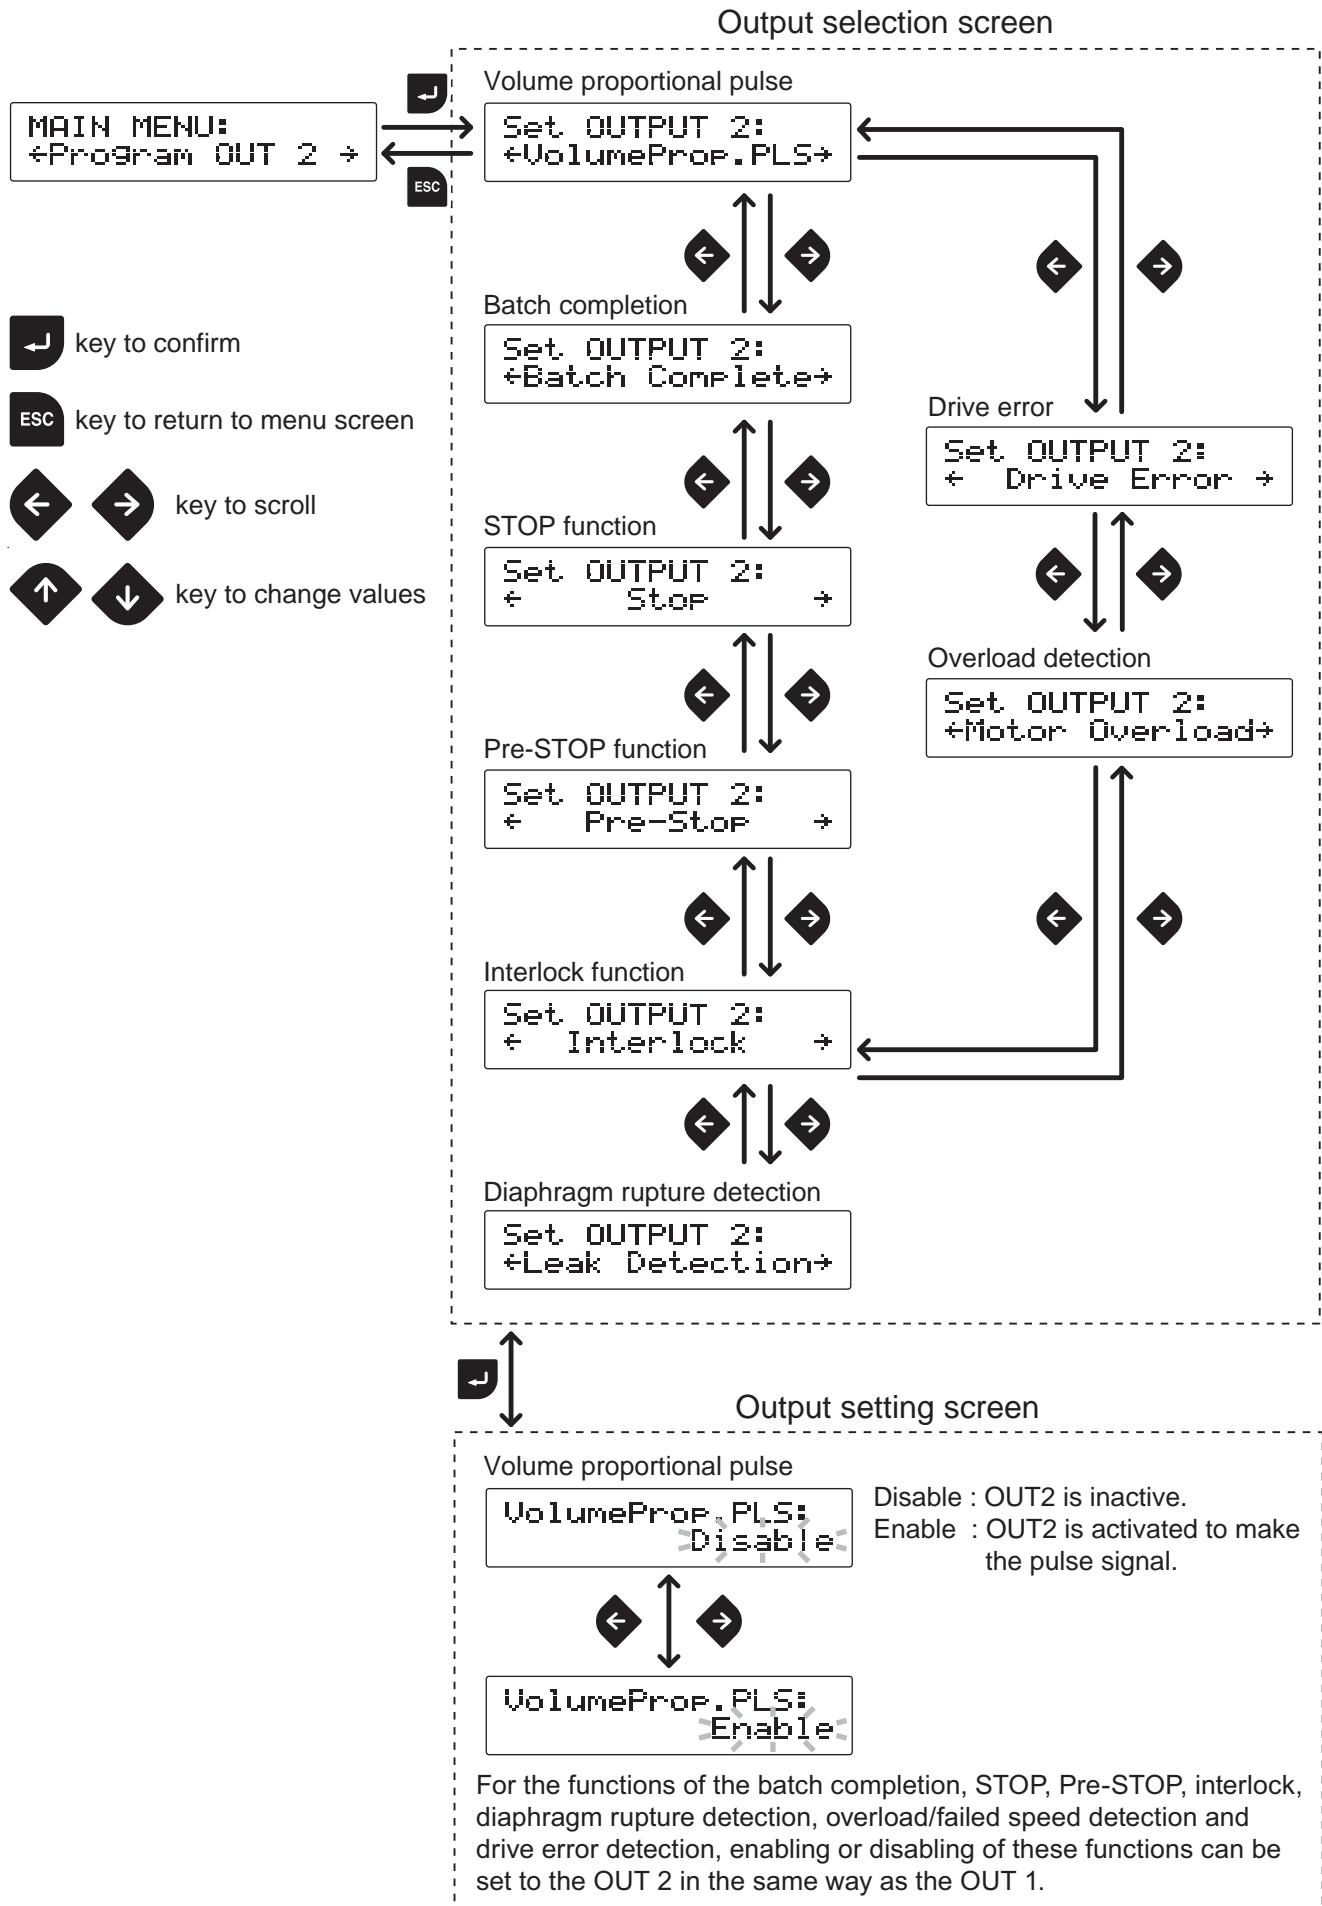 Output selection screen
Volume proportional pulse
MAIN MENU:
←Program OUT 2 →
Set OUTPUT 2:
←VolumeProp.PLS→
ESC
Batch completion
Set OUTPUT 2:
←Batch Complete→
key to confirm
ESC key to return to menu screen
key to scroll
key to change values
Drive error
Set OUTPUT 2:
← Drive Error →
STOP function
Set OUTPUT 2:
← Stop →
Overload detection
Set OUTPUT 2:
←Motor Overload→
Pre-STOP function
Set OUTPUT 2:
← Pre-Stop →
Interlock function
Set OUTPUT 2:
← Interlock →
Diaphragm rupture detection
Set OUTPUT 2:
←Leak Detection→
Output setting screen
Volume proportional pulse
VolumeProp.PLS:
Disable
Disable : OUT2 is inactive.
Enable : OUT2 is activated to make
the pulse signal.
VolumeProp.PLS:
Enable
For the functions of the batch completion, STOP, Pre-STOP, interlock,
diaphragm rupture detection, overload/failed speed detection and
drive error detection, enabling or disabling of these functions can be
set to the OUT 2 in the same way as the OUT 1.